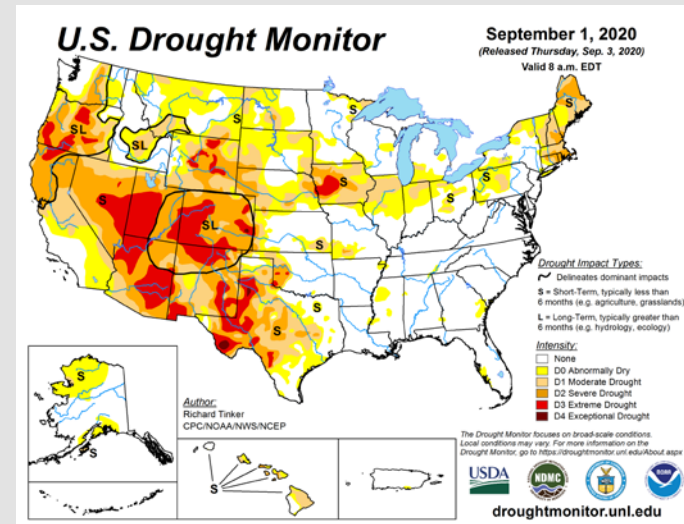 U.S. Drought Monitor
September 1, 2020
(Released Thursday, Sep. 3, 2020)
Valid 8 a.m. EDT
SL
SL
S
S
S
S
S
S
SL
S
S
S
S
Drought Impact Types:
Delineates dominant impacts
S = Short-Term, typically less than
6 months (e.g. agriculture, grasslands)
L = Long-Term, typically greater than
6 months (e.g. hydrology, ecology)
Intensity:
None
D0 Abnormally Dry
D1 Moderate Drought
D2 Severe Drought
D3 Extreme Drought
D4 Exceptional Drought
S
S
Author:
Richard Tinker
CPC/NOAA/NWS/NCEP
S
The Drought Monitor focuses on broad-scale conditions.
Local conditions may vary. For more information on the
Drought Monitor, go to https://droughtmonitor.unl.edu/About.aspx
USDA
NDMC
NOAA
droughtmonitor.unl.edu